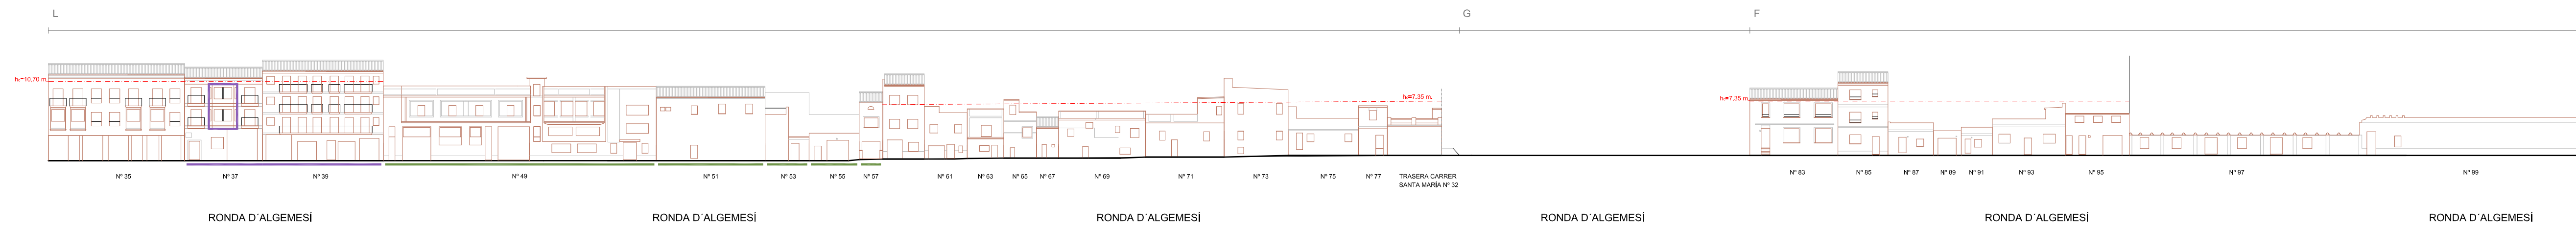 L
G
F
h=10,70 m.
h=7,35 m.
h=7,35 m.
Nº 35
Nº 37
Nº 39
Nº 49
Nº 51
Nº 53
Nº 55
Nº 57
Nº 61
Nº 63
Nº 65
Nº 67
Nº 69
Nº 71
Nº 73
Nº 75
Nº 77
TRASERA CARRER
SANTA MARÍA Nº 32
Nº 83
Nº 85
Nº 87
Nº 89
Nº 91
Nº 93
Nº 95
Nº 97
Nº 99
RONDA D´ALGEMESÍ
RONDA D´ALGEMESÍ
RONDA D´ALGEMESÍ
RONDA D´ALGEMESÍ
RONDA D´ALGEMESÍ
RONDA D´ALGEMESÍ